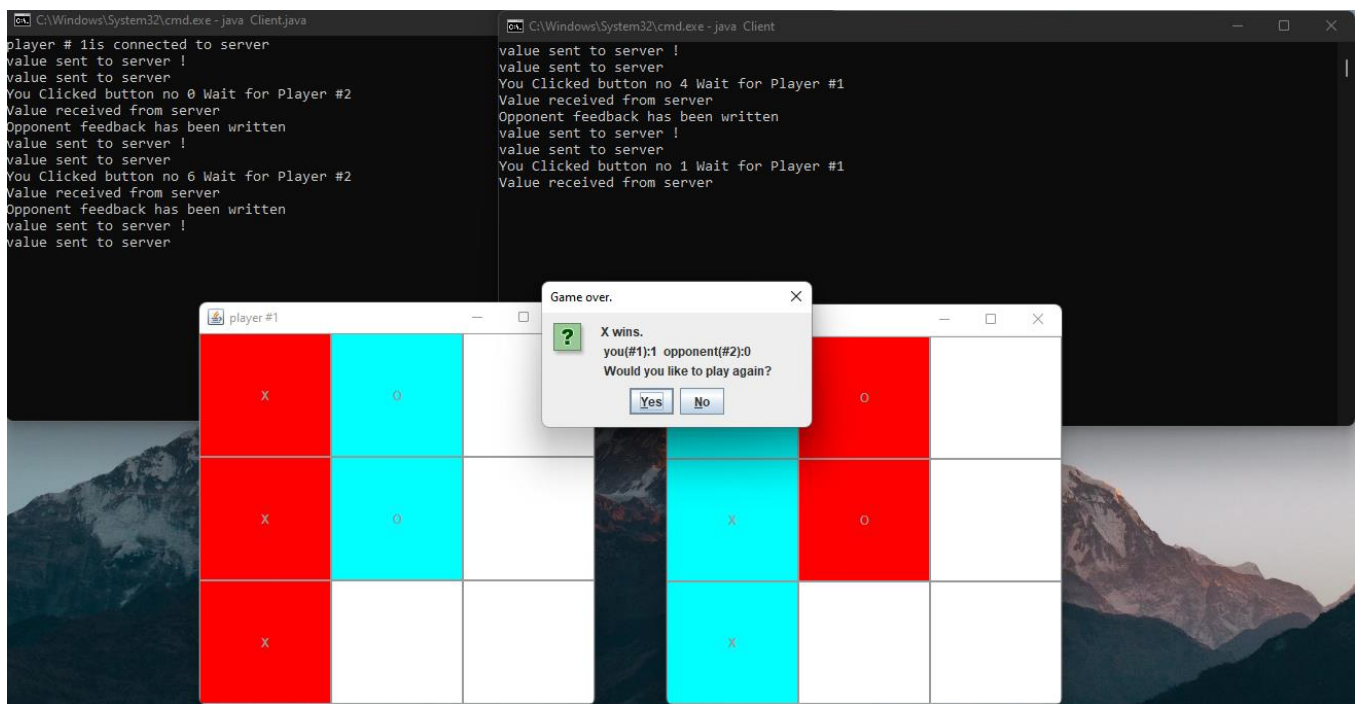 C:\Windows\System32\cmd.exe - java Client.java
player # 1is connected to server
value sent to server !
value sent to server
You Clicked button no 0 Wait for Player #2
Value received from server
Opponent feedback has been written
value sent to server !
value sent to server
You Clicked button no 6 Wait for Player #2
Value received from server
Opponent feedback has been written
value sent to server !
value sent to server
C:\Windows\System32\cmd.exe - java Client
value sent to server !
value sent to server
You Clicked button no 4 Wait for Player #1
Value received from server
Opponent feedback has been written
value sent to server !
value sent to server
You Clicked button no 1 Wait for Player #1
Value received from server
Game over.
X wins.
you(#1):1 opponent(#2):0
Would you like to play again?
Yes No
player #1
X O
X O
X
O
X O
X